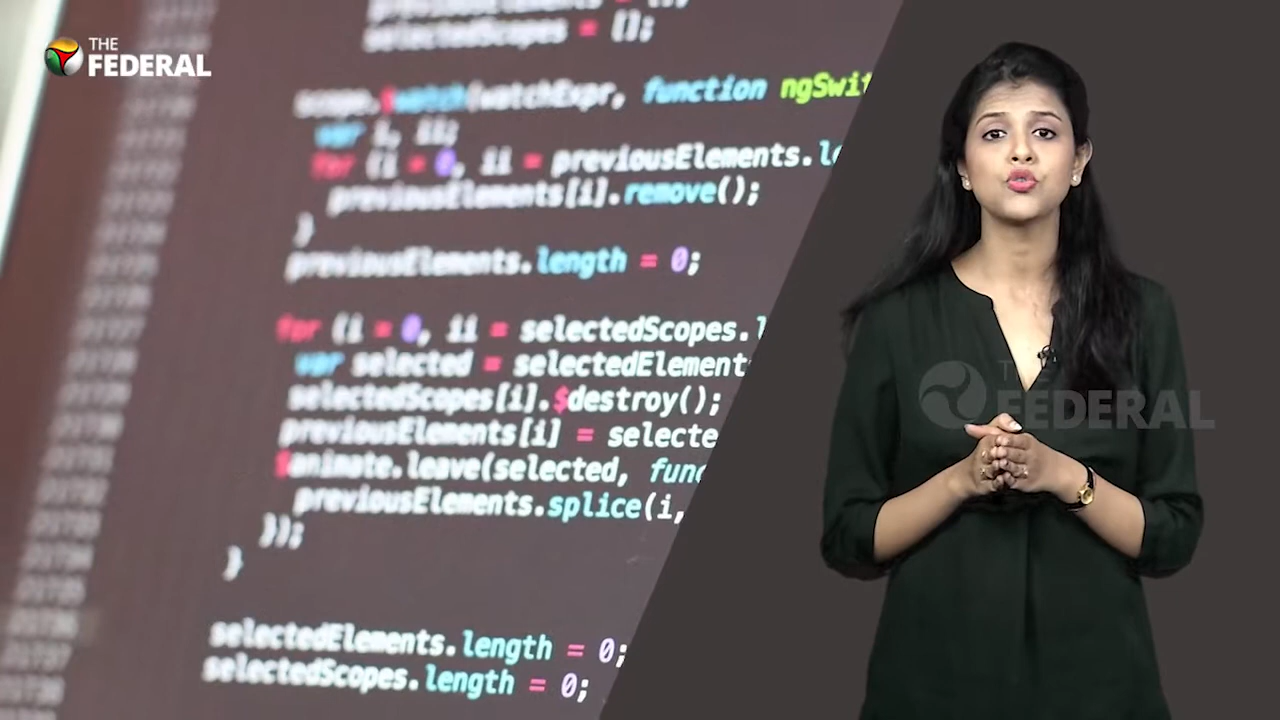 THE
FEDERAL
selectedScopes = [];
scope.$watch(watchExpr, function ngSwit
var i, ii;
for (i = 0, ii = previousElements.le
previousElements[i].remove();
}
previousElements.length = 0;
for (i = 0, ii = selectedScopes.l
var selected = selectedElement
selectedScopes[i].$destroy();
previousElements[i] = selecte
$animate.leave(selected, func
previousElements.splice(i,
});
}
selectedElements.length = 0;
selectedScopes.length = 0;
THE
FEDERAL